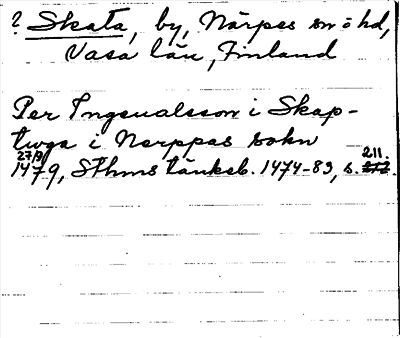 ? Skata, by, Närpes sn o hd,
Vasa län, Finland
Per Ingeualsson i Skap-
twga i Nerppes sokn
27/9
1479, Sthms tänkeb. 1474-83, s. 211.